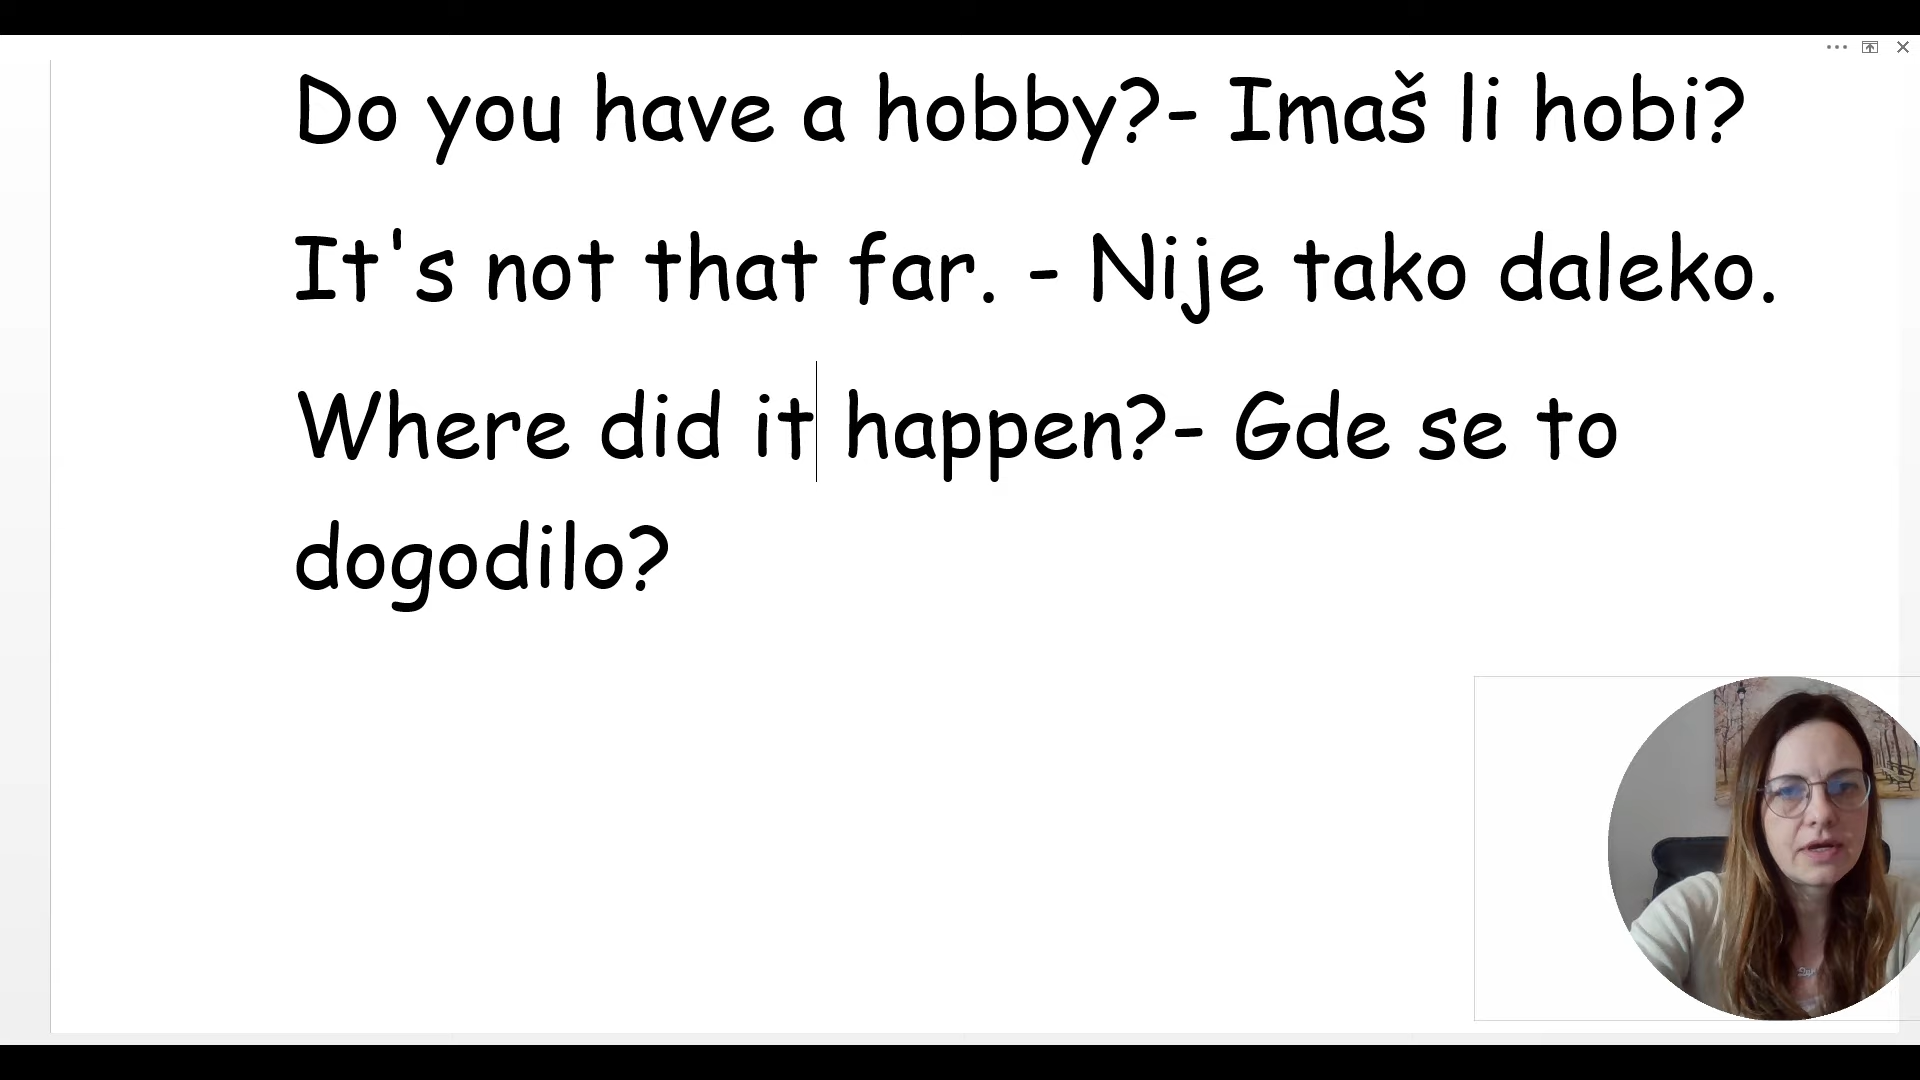 Do you have a hobby?- Imaš li hobi?
It's not that far. - Nije tako daleko.
Where did it happen?- Gde se to
dogodilo?